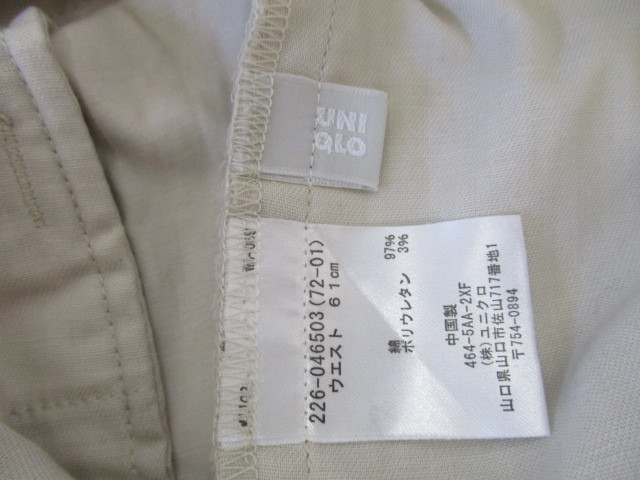 UNI
QLO
226-046503(72-01)
ウエスト 61cm
綿 97%
ポリウレタン 3%
中国製
464-5AA-2XF
(株)ユニクロ
山口県山口市佐山717番地1
〒754-0894